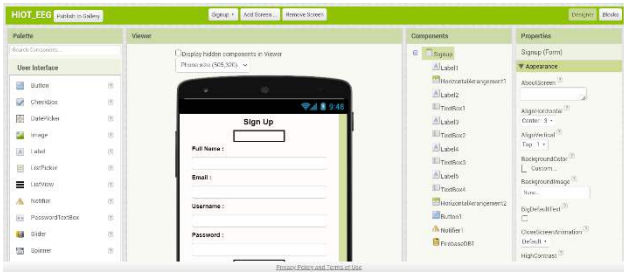 HIOT_EEG Publish to Gallery
Signup Add Screen ... Remove Screen
Designer Blocks
Palette
Search Components...
User Interface
Button
CheckBox
DatePicker
Image
Label
ListPicker
ListView
Notifier
PasswordTextBox
Slider
Spinner
Viewer
Display hidden components in Viewer
Phone size (505,320)
9:48
Sign Up
Full Name :
Email :
Username :
Password :
Components
Signup
Label1
HorizontalArrangement1
Label2
TextBox1
Label3
TextBox2
Label4
TextBox3
Label5
TextBox4
HorizontalArrangement2
Button1
Notifier1
FirebaseDB1
Properties
Signup (Form)
Appearance
AboutScreen
AlignHorizontal
Center : 3
AlignVertical
Top : 1
BackgroundColor
Custom...
BackgroundImage
None...
BigDefaultText
CloseScreenAnimation
Default
HighContrast
Privacy Policy and Terms of Use